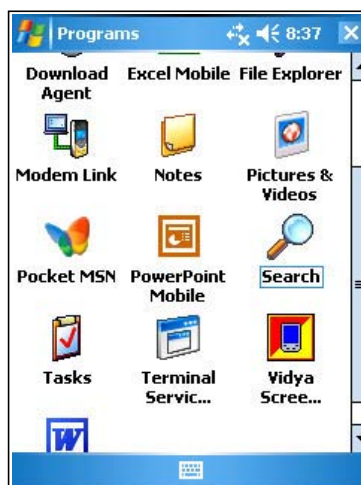 Programs 8:37
Download Excel Mobile File Explorer
Agent
Modem Link Notes Pictures &
Videos
Pocket MSN PowerPoint Search
Mobile
Tasks Terminal Vidya
Servic... Scree...
W